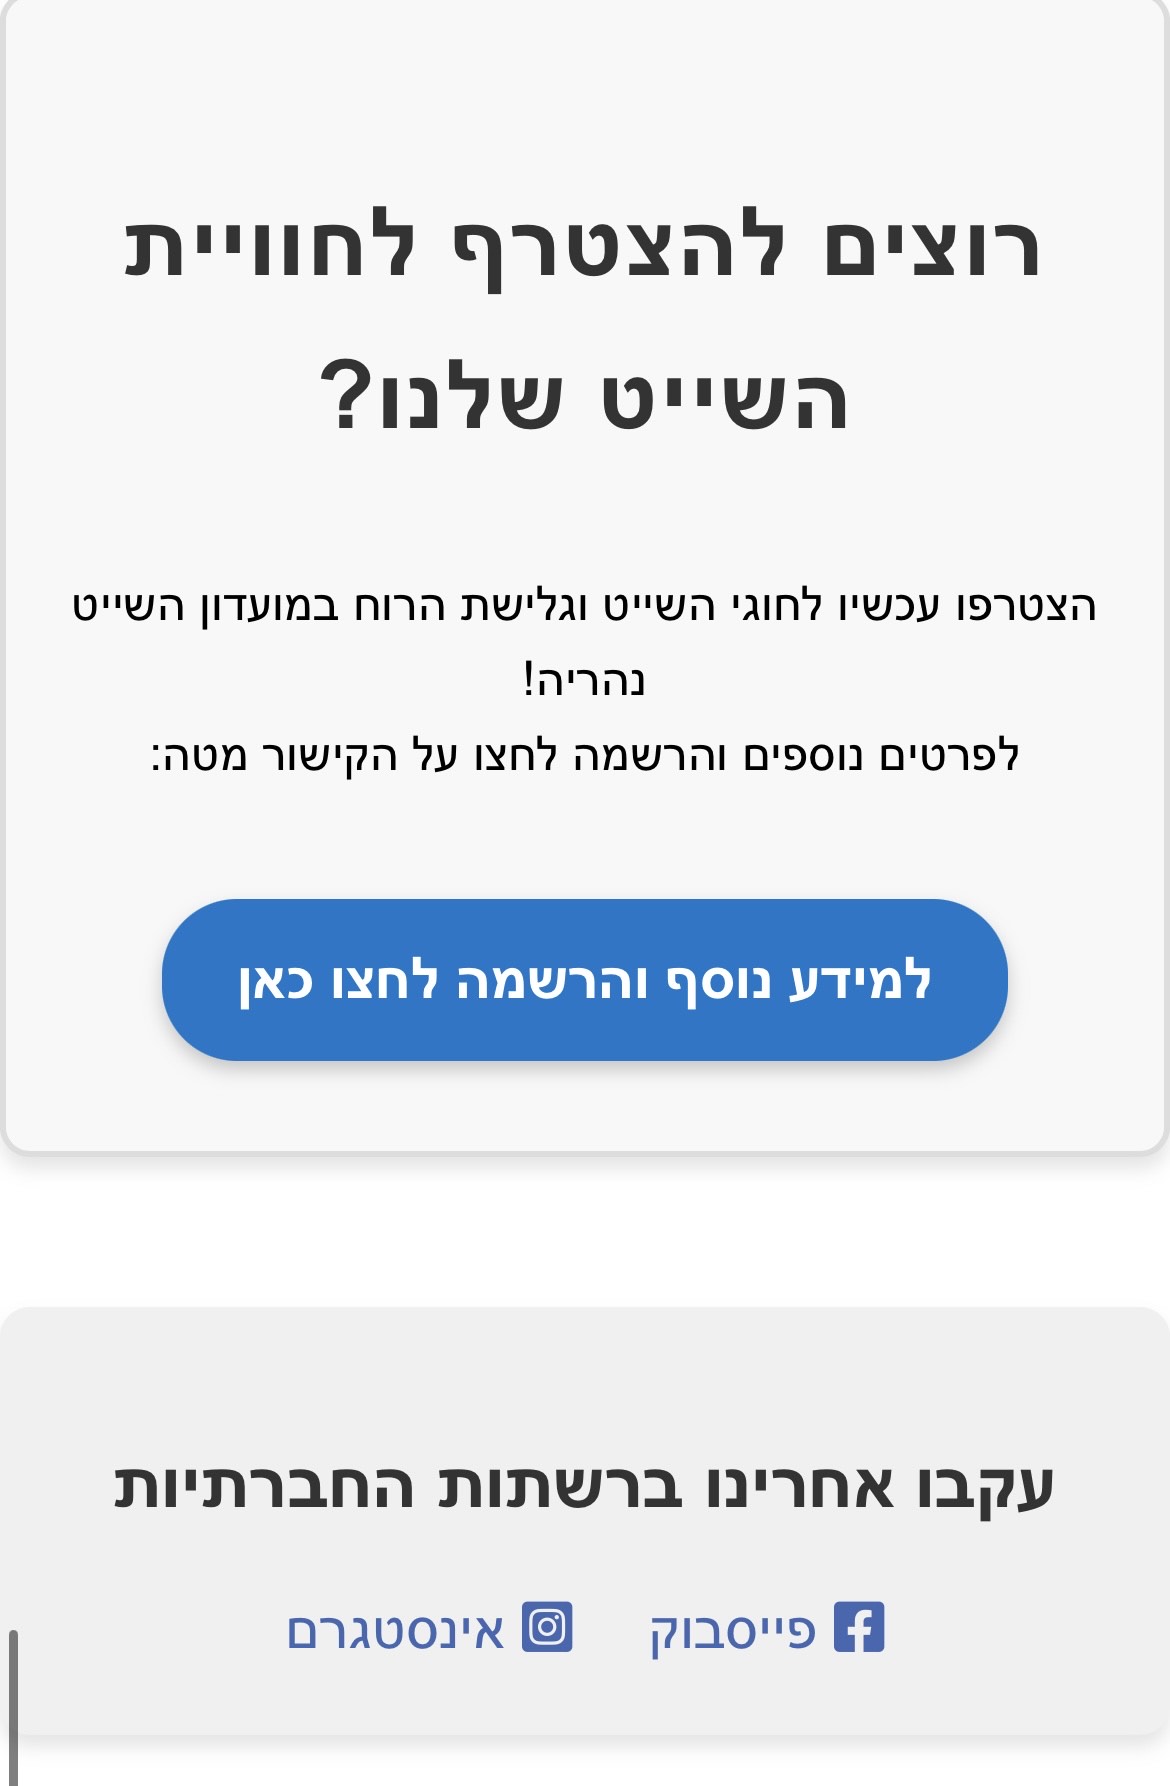 רוצים להצטרף לחוויית
השייט שלנו?
הצטרפו עכשיו לחוגי השייט וגלישת הרוח במועדון השייט
נהריה!
לפרטים נוספים והרשמה לחצו על הקישור מטה:
למידע נוסף והרשמה לחצו כאן
עקבו אחרינו ברשתות החברתיות
פייסבוק אינסטגרם